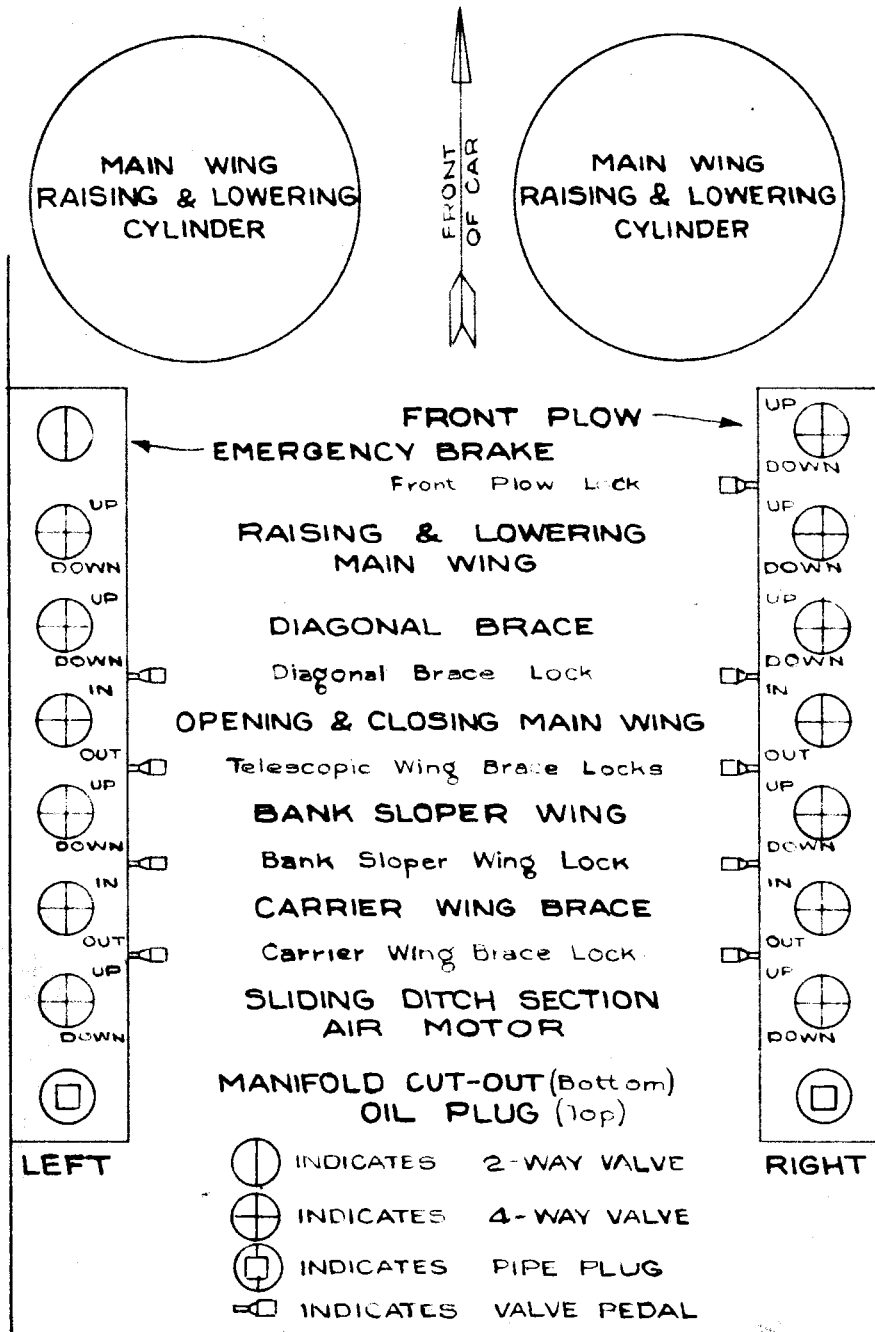 MAIN WING
RAISING & LOWERING
CYLINDER
FRONT
OF CAR
MAIN WING
RAISING & LOWERING
CYLINDER
FRONT PLOW
UP
EMERGENCY BRAKE
DOWN
Front Plow Lock
UP
UP
RAISING & LOWERING
MAIN WING
DOWN
DOWN
UP
UP
DIAGONAL BRACE
DOWN
DOWN
Diagonal Brace Lock
IN
IN
OPENING & CLOSING MAIN WING
OUT
OUT
Telescopic Wing Brace Locks
UP
UP
BANK SLOPER WING
DOWN
DOWN
Bank Sloper Wing Lock
IN
IN
CARRIER WING BRACE
OUT
OUT
Carrier Wing Brace Lock
UP
UP
SLIDING DITCH SECTION
AIR MOTOR
DOWN
DOWN
MANIFOLD CUT-OUT (Bottom)
OIL PLUG (Top)
LEFT
RIGHT
INDICATES 2-WAY VALVE
INDICATES 4-WAY VALVE
INDICATES PIPE PLUG
INDICATES VALVE PEDAL